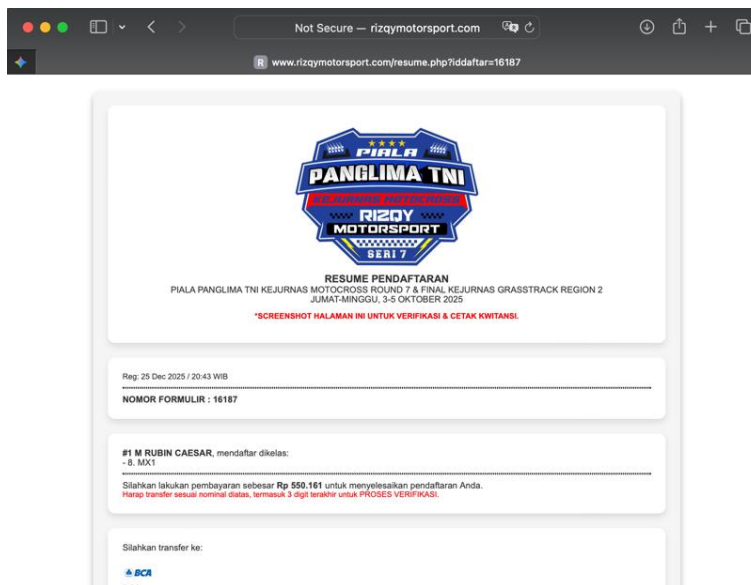 Not Secure — rizqymotorsport.com
R www.rizqymotorsport.com/resume.php?iddaftar=16187
PIALA
PANGLIMA TNI
KEJURNAS MOTOCROSS
RIZQY
MOTORSPORT
SERI 7
RESUME PENDAFTARAN
PIALA PANGLIMA TNI KEJURNAS MOTOCROSS ROUND 7 & FINAL KEJURNAS GRASSTRACK REGION 2
JUMAT-MINGGU, 3-5 OKTOBER 2025
*SCREENSHOT HALAMAN INI UNTUK VERIFIKASI & CETAK KWITANSI.
Reg: 25 Dec 2025 / 20:43 WIB
NOMOR FORMULIR : 16187
#1 M RUBIN CAESAR, mendaftar dikelas:
- 8. MX1
Silahkan lakukan pembayaran sebesar Rp 550.161 untuk menyelesaikan pendaftaran Anda.
Harap transfer sesuai nominal diatas, termasuk 3 digit terakhir untuk PROSES VERIFIKASI.
Silahkan transfer ke:
BCA